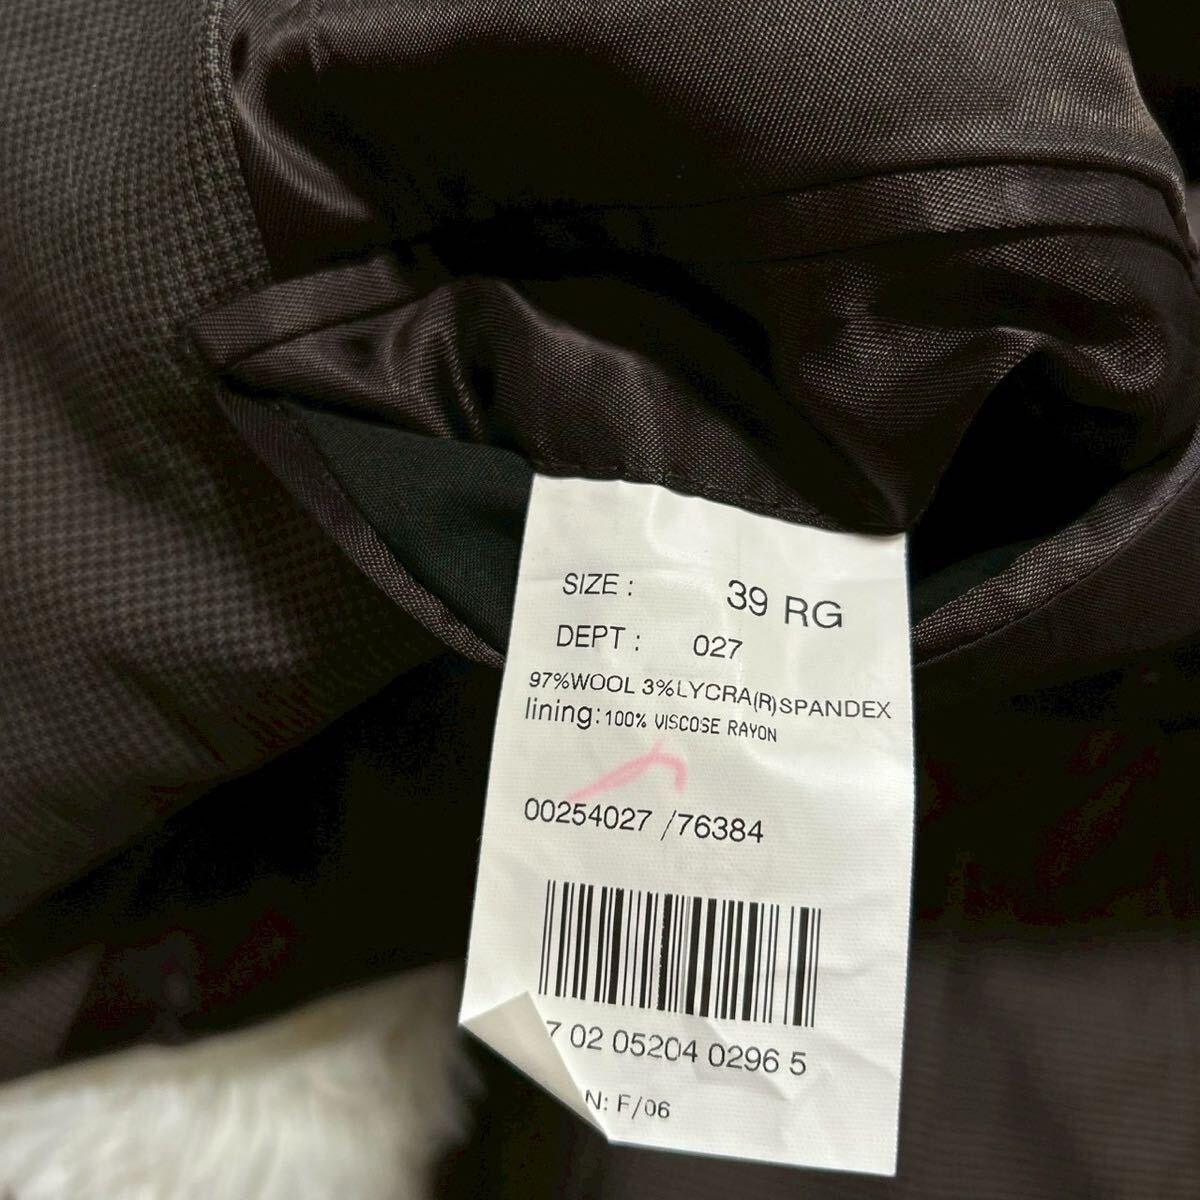 SIZE : 39 RG
DEPT : 027
97%WOOL 3%LYCRA(R)SPANDEX
lining:100% VISCOSE RAYON
00254027 /76384
7 02 05204 0296 5
N: F/06